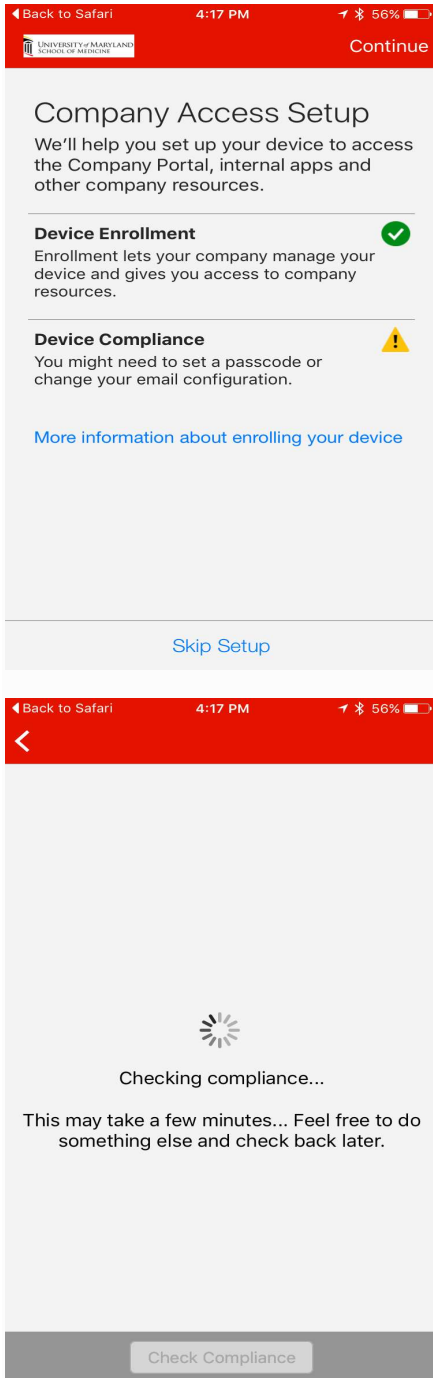 Back to Safari 4:17 PM 56%
UNIVERSITY of MARYLAND
SCHOOL OF MEDICINE
Continue
Company Access Setup
We'll help you set up your device to access
the Company Portal, internal apps and
other company resources.
Device Enrollment
Enrollment lets your company manage your
device and gives you access to company
resources.
Device Compliance
You might need to set a passcode or
change your email configuration.
More information about enrolling your device
Skip Setup
Back to Safari 4:17 PM 56%
Checking compliance...
This may take a few minutes... Feel free to do
something else and check back later.
Check Compliance